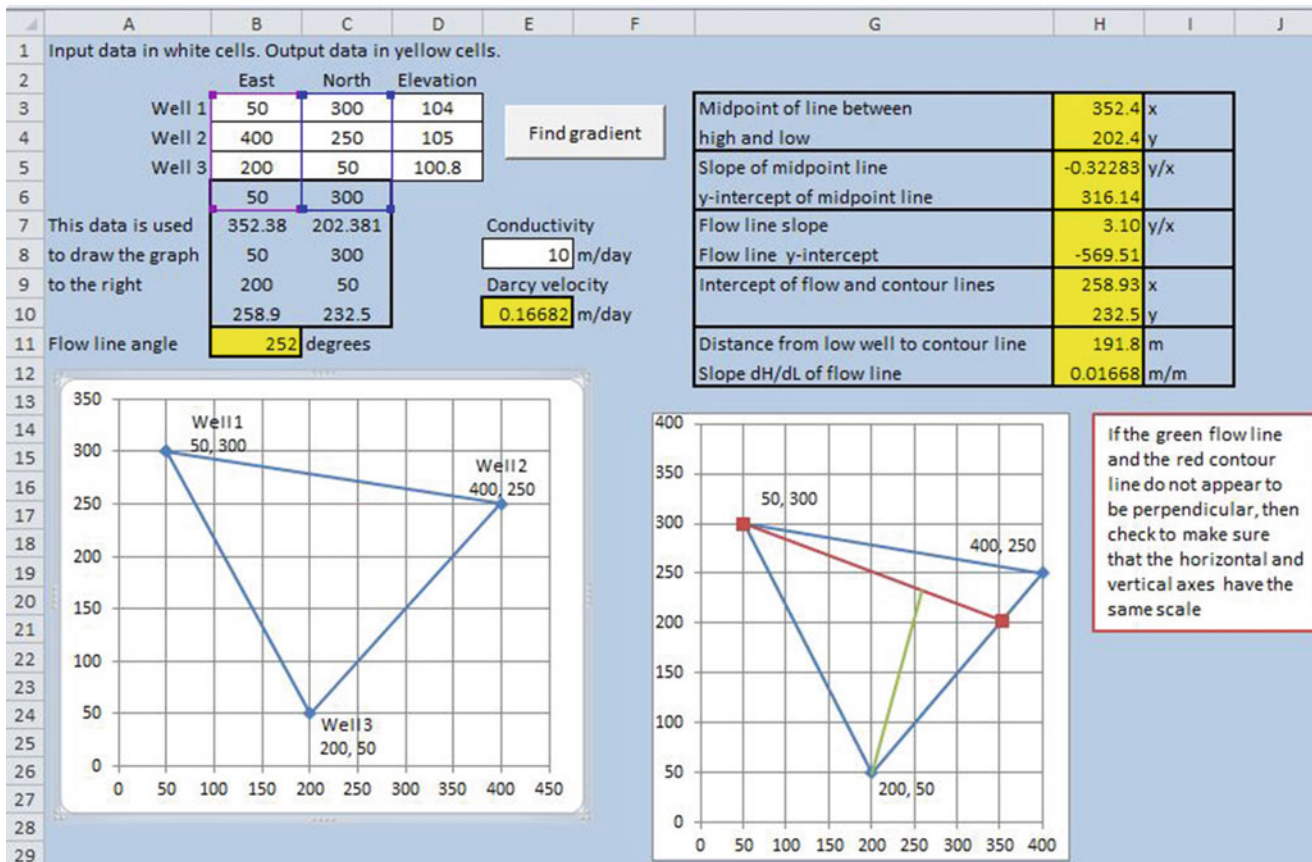 A B C D E F G H I J
1 Input data in white cells. Output data in yellow cells.
2 East North Elevation
3 Well 1 50 300 104 Midpoint of line between 352.4 x
4 Well 2 400 250 105 Find gradient high and low 202.4 y
5 Well 3 200 50 100.8 Slope of midpoint line -0.32283 y/x
6 50 300 y-intercept of midpoint line 316.14
7 This data is used 352.38 202.381 Conductivity Flow line slope 3.10 y/x
8 to draw the graph 50 300 10 m/day Flow line y-intercept -569.51
9 to the right 200 50 Darcy velocity Intercept of flow and contour lines 258.93 x
10 258.9 232.5 0.16682 m/day 232.5 y
11 Flow line angle 252 degrees Distance from low well to contour line 191.8 m
12 Slope dH/dL of flow line 0.01668 m/m
13
14
15
16
17
18
19
20
21
22
23
24
25
26
27
28
29
350
300
250
200
150
100
50
0
Well1
50, 300
Well2
400, 250
Well3
200, 50
0 50 100 150 200 250 300 350 400 450
400
350
300
250
200
150
100
50
0
50, 300
400, 250
200, 50
0 50 100 150 200 250 300 350 400
If the green flow line
and the red contour
line do not appear to
be perpendicular, then
check to make sure
that the horizontal and
vertical axes have the
same scale